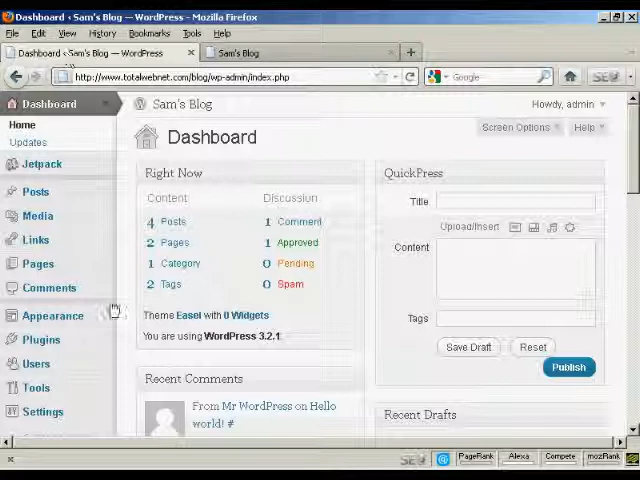 Dashboard ‹ Sam's Blog — WordPress - Mozilla Firefox
File Edit View History Bookmarks Tools Help
Dashboard ‹ Sam's Blog — WordPress
Sam's Blog
http://www.totalwebnet.com/blog/wp-admin/index.php
Google
SEO
Dashboard
Sam's Blog
Howdy, admin
Home
Updates
Jetpack
Posts
Media
Links
Pages
Comments
Appearance
Plugins
Users
Tools
Settings
Screen Options
Help
Dashboard
Right Now
Content
Discussion
4 Posts
1 Comment
2 Pages
1 Approved
1 Category
0 Pending
2 Tags
0 Spam
Theme Easel with 0 Widgets
You are using WordPress 3.2.1.
Recent Comments
From Mr WordPress on Hello
world! #
QuickPress
Title
Upload/Insert
Content
Tags
Save Draft
Reset
Publish
Recent Drafts
SEO
PageRank
Alexa
Compete
mozRank